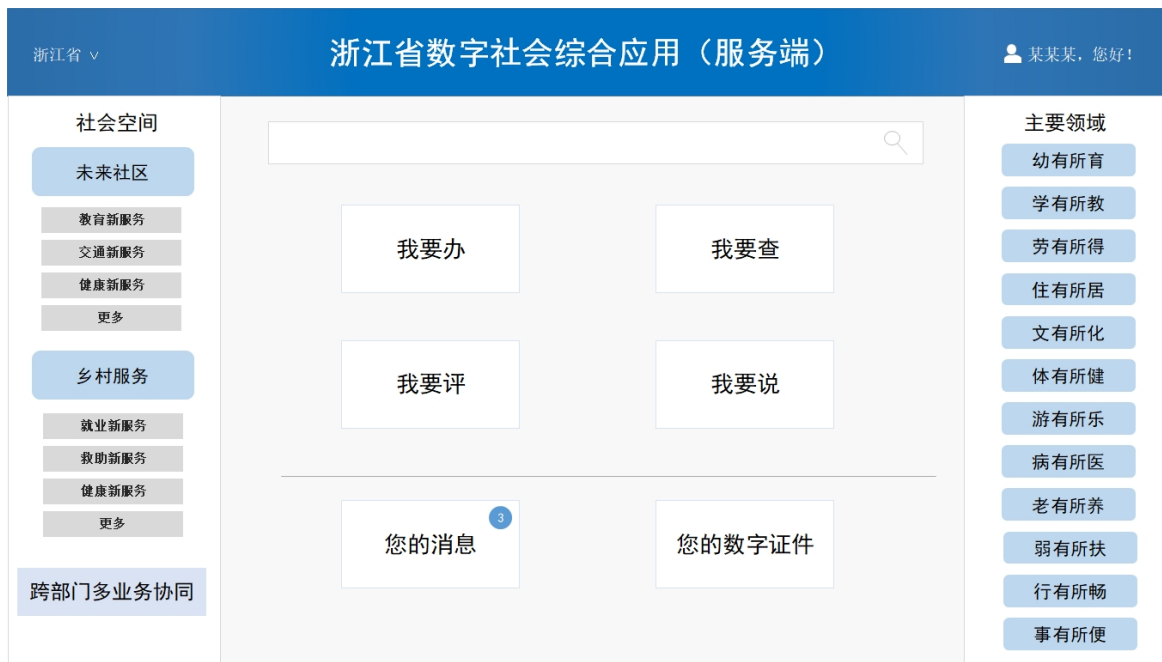 浙江省
浙江省数字社会综合应用（服务端）
某某某，您好！
社会空间
未来社区
教育新服务
交通新服务
健康新服务
更多
乡村服务
就业新服务
救助新服务
健康新服务
更多
跨部门多业务协同
我要办
我要查
我要评
我要说
您的消息
3
您的数字证件
主要领域
幼有所育
学有所教
劳有所得
住有所居
文有所化
体有所健
游有所乐
病有所医
老有所养
弱有所扶
行有所畅
事有所便